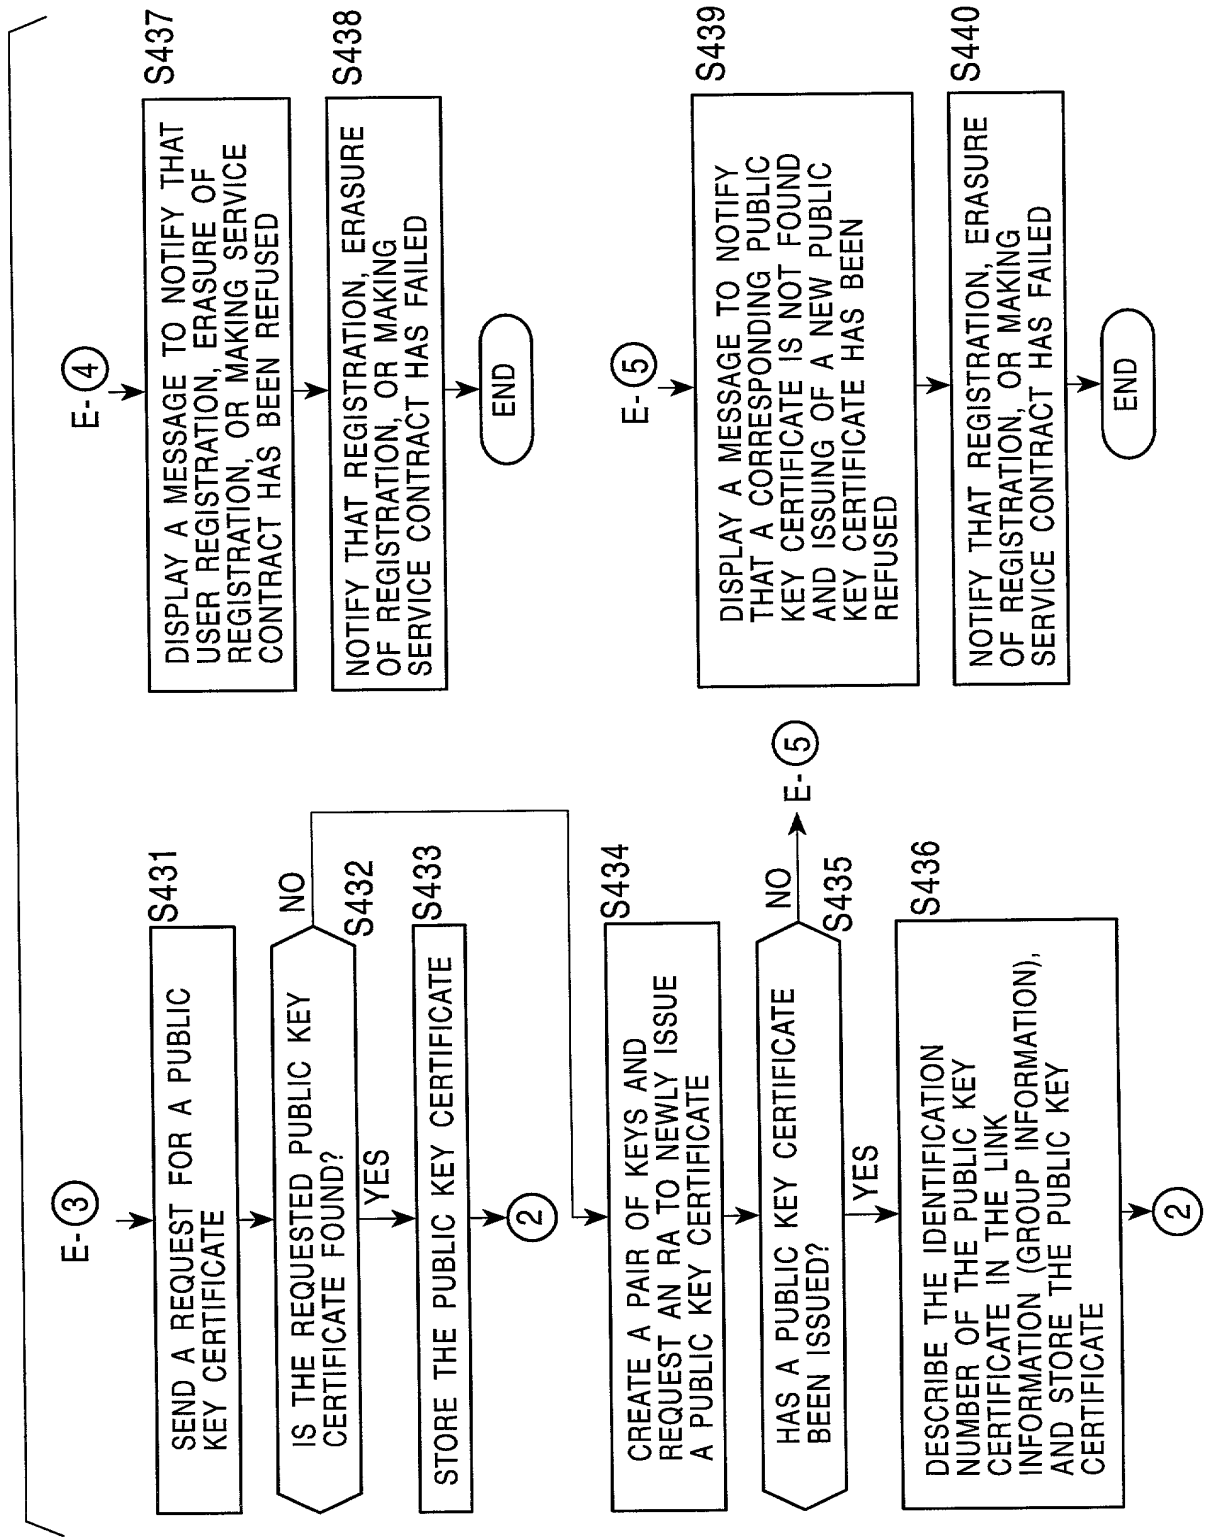 E-3
S431
SEND A REQUEST FOR A PUBLIC
KEY CERTIFICATE
S432
IS THE REQUESTED PUBLIC KEY
CERTIFICATE FOUND?
NO
YES
S433
STORE THE PUBLIC KEY CERTIFICATE
2
S434
CREATE A PAIR OF KEYS AND
REQUEST AN RA TO NEWLY ISSUE
A PUBLIC KEY CERTIFICATE
HAS A PUBLIC KEY CERTIFICATE
BEEN ISSUED?
NO
E-5
S435
YES
S436
DESCRIBE THE IDENTIFICATION
NUMBER OF THE PUBLIC KEY
CERTIFICATE IN THE LINK
INFORMATION (GROUP INFORMATION),
AND STORE THE PUBLIC KEY
CERTIFICATE
2
E-4
S437
DISPLAY A MESSAGE TO NOTIFY THAT
USER REGISTRATION, ERASURE OF
REGISTRATION, OR MAKING SERVICE
CONTRACT HAS BEEN REFUSED
S438
NOTIFY THAT REGISTRATION, ERASURE
OF REGISTRATION, OR MAKING
SERVICE CONTRACT HAS FAILED
END
E-5
S439
DISPLAY A MESSAGE TO NOTIFY
THAT A CORRESPONDING PUBLIC
KEY CERTIFICATE IS NOT FOUND
AND ISSUING OF A NEW PUBLIC
KEY CERTIFICATE HAS BEEN
REFUSED
S440
NOTIFY THAT REGISTRATION, ERASURE
OF REGISTRATION, OR MAKING
SERVICE CONTRACT HAS FAILED
END